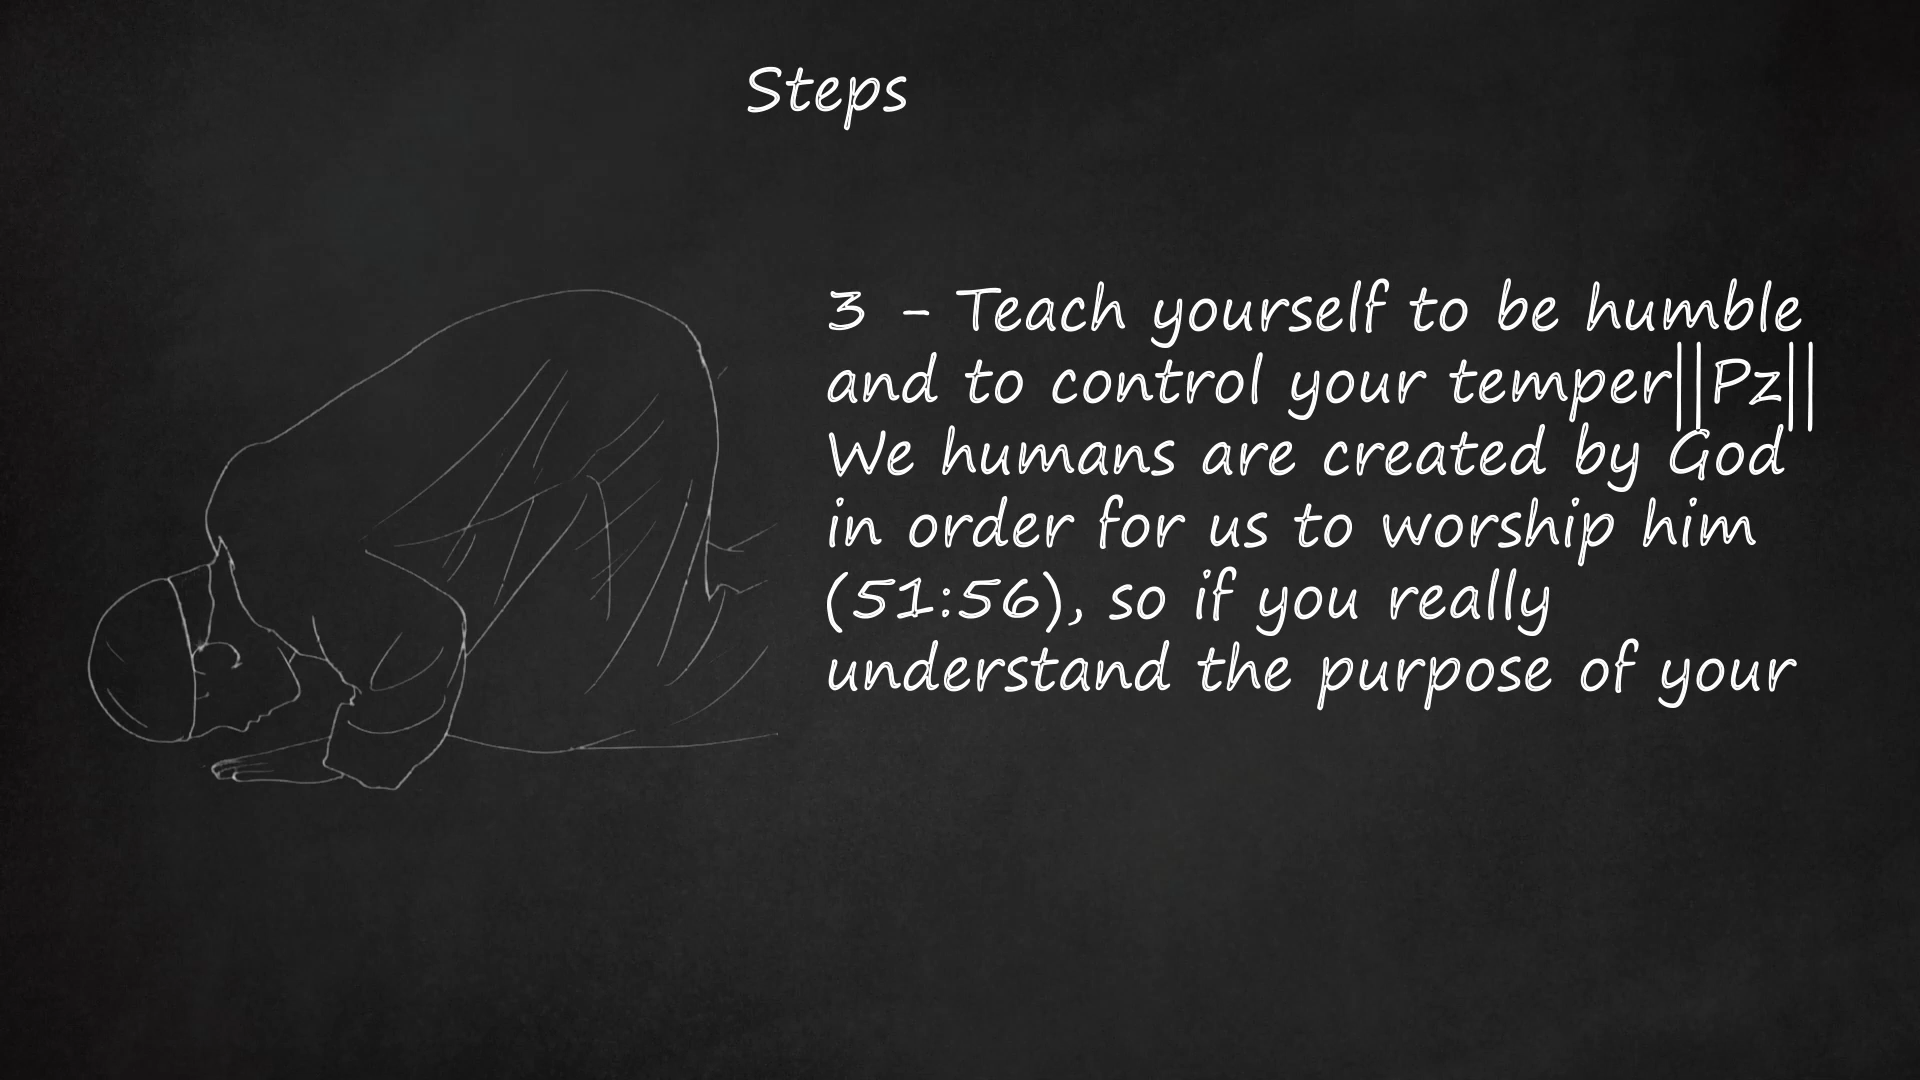 Steps
3 - Teach yourself to be humble
and to control your temper||Pz||
We humans are created by God
in order for us to worship him
(51:56), so if you really
understand the purpose of your